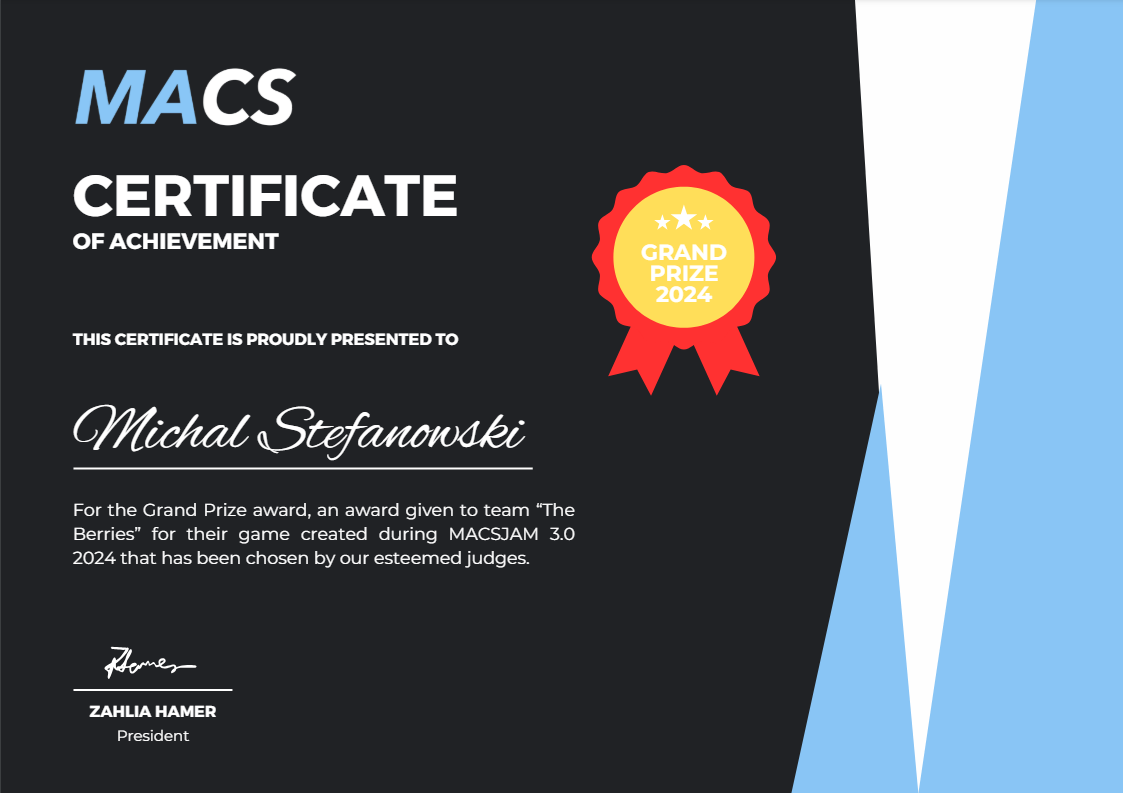 MACS
CERTIFICATE
OF ACHIEVEMENT
GRAND
PRIZE
2024
THIS CERTIFICATE IS PROUDLY PRESENTED TO
Michal Stefanowski
For the Grand Prize award, an award given to team “The
Berries” for their game created during MACSJAM 3.0
2024 that has been chosen by our esteemed judges.
ZHamer
ZAHLIA HAMER
President